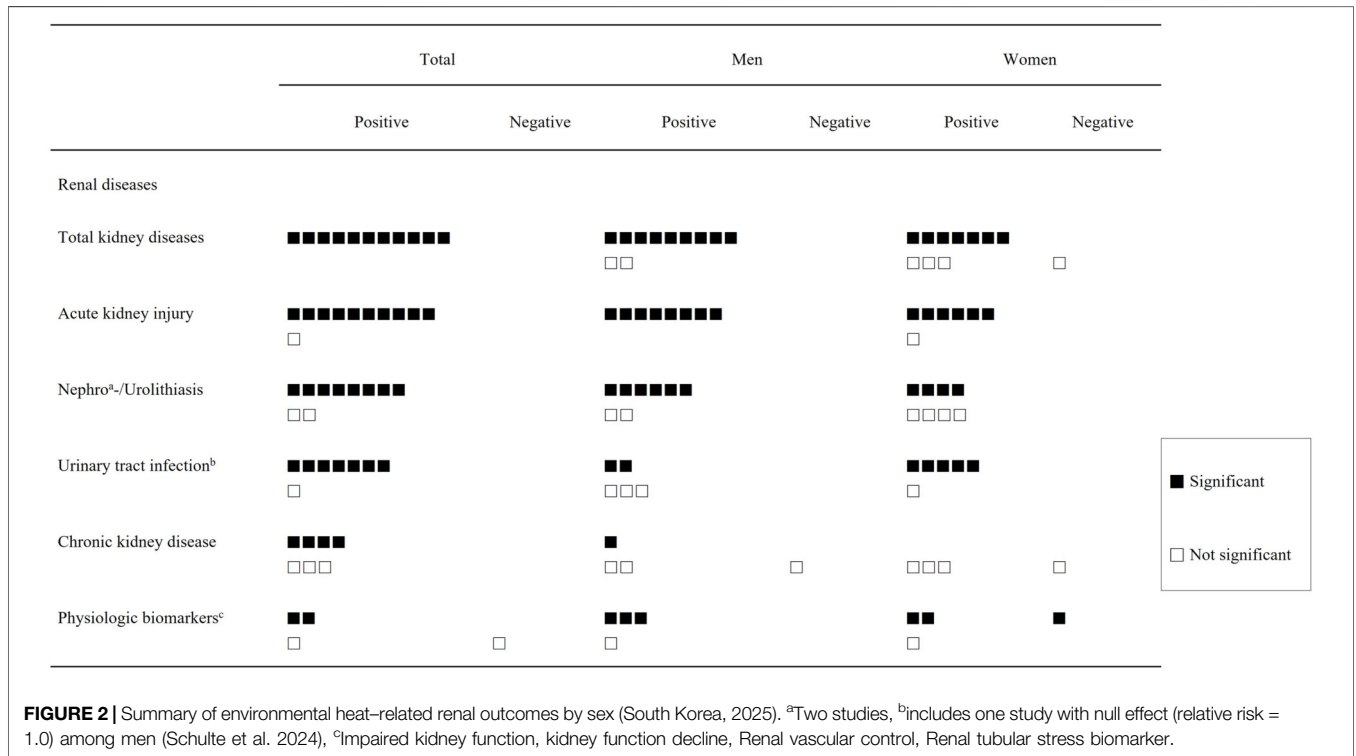 Total Men Women
Positive Negative Positive Negative Positive Negative
Renal diseases
Total kidney diseases
Acute kidney injury
Nephroᵃ-/Urolithiasis
Urinary tract infectionᵇ
■ Significant
Chronic kidney disease
□ Not significant
Physiologic biomarkersᶜ
FIGURE 2 | Summary of environmental heat–related renal outcomes by sex (South Korea, 2025). ᵃTwo studies, ᵇincludes one study with null effect (relative risk =
1.0) among men (Schulte et al. 2024), ᶜImpaired kidney function, kidney function decline, Renal vascular control, Renal tubular stress biomarker.